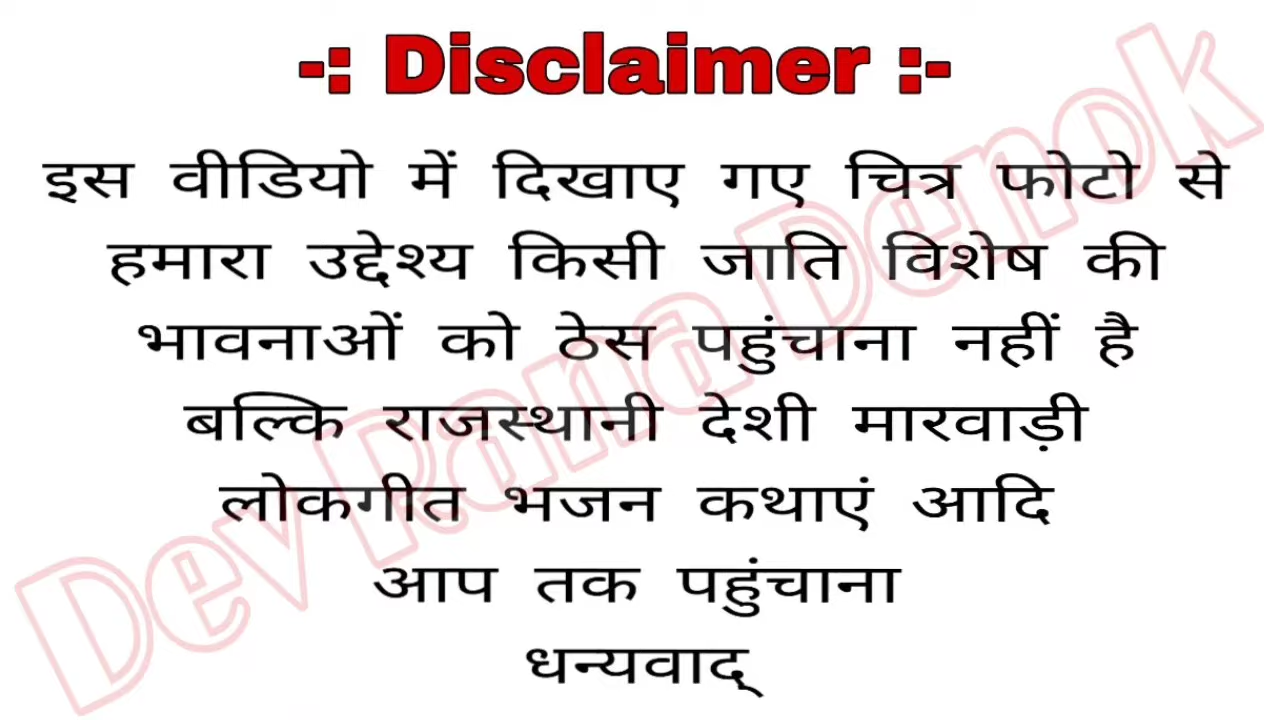 -: Disclaimer :-
इस वीडियो में दिखाए गए चित्र फोटो से
हमारा उद्देश्य किसी जाति विशेष की
भावनाओं को ठेस पहुंचाना नहीं है
बल्कि राजस्थानी देशी मारवाड़ी
लोकगीत भजन कथाएं आदि
आप तक पहुंचाना
धन्यवाद्
Dev Rana Denok